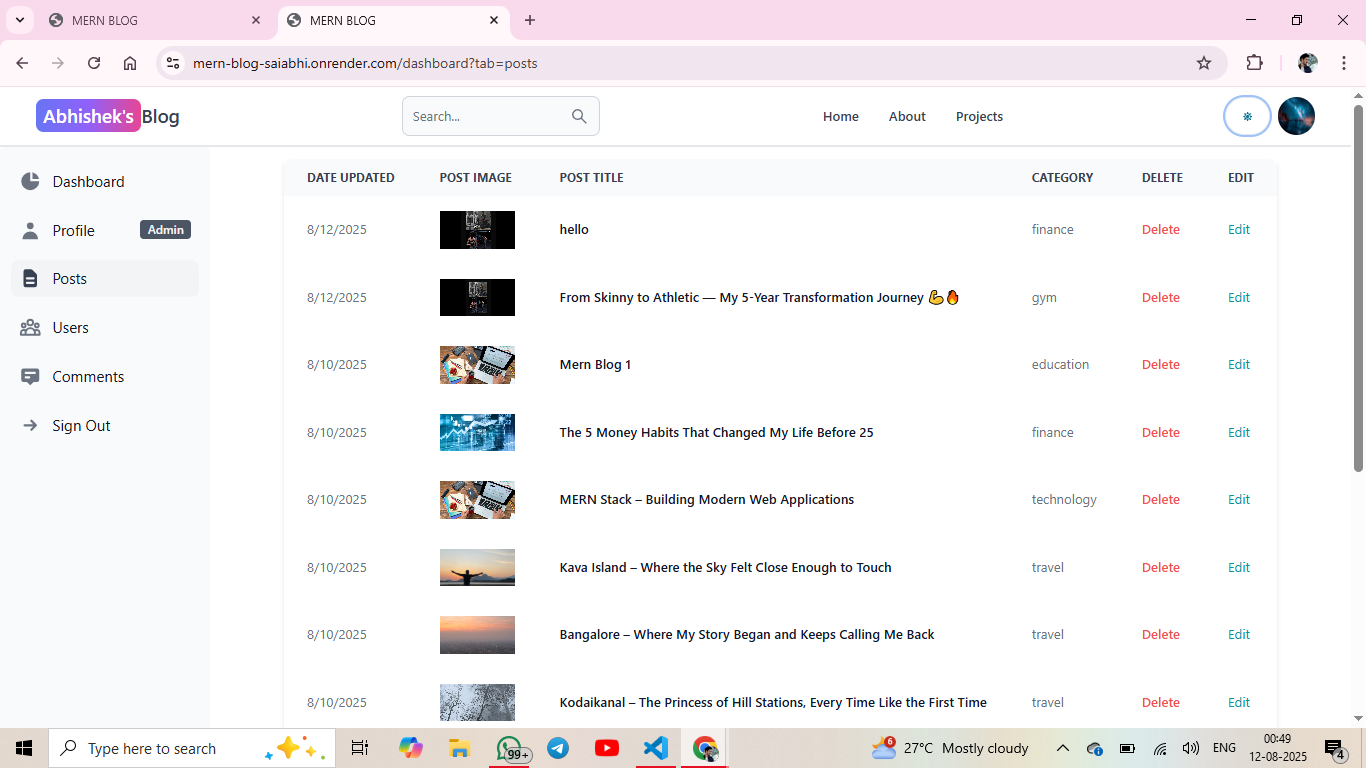 MERN BLOG
MERN BLOG
mern-blog-saiabhi.onrender.com/dashboard?tab=posts
Abhishek's Blog
Search...
Home About Projects
Dashboard
Profile Admin
Posts
Users
Comments
Sign Out
DATE UPDATED POST IMAGE POST TITLE CATEGORY DELETE EDIT
8/12/2025 hello finance Delete Edit
8/12/2025 From Skinny to Athletic — My 5-Year Transformation Journey 💪🔥 gym Delete Edit
8/10/2025 Mern Blog 1 education Delete Edit
8/10/2025 The 5 Money Habits That Changed My Life Before 25 finance Delete Edit
8/10/2025 MERN Stack – Building Modern Web Applications technology Delete Edit
8/10/2025 Kava Island – Where the Sky Felt Close Enough to Touch travel Delete Edit
8/10/2025 Bangalore – Where My Story Began and Keeps Calling Me Back travel Delete Edit
8/10/2025 Kodaikanal – The Princess of Hill Stations, Every Time Like the First Time travel Delete Edit
Type here to search
99+
6
27°C Mostly cloudy
ENG
00:49
12-08-2025
4